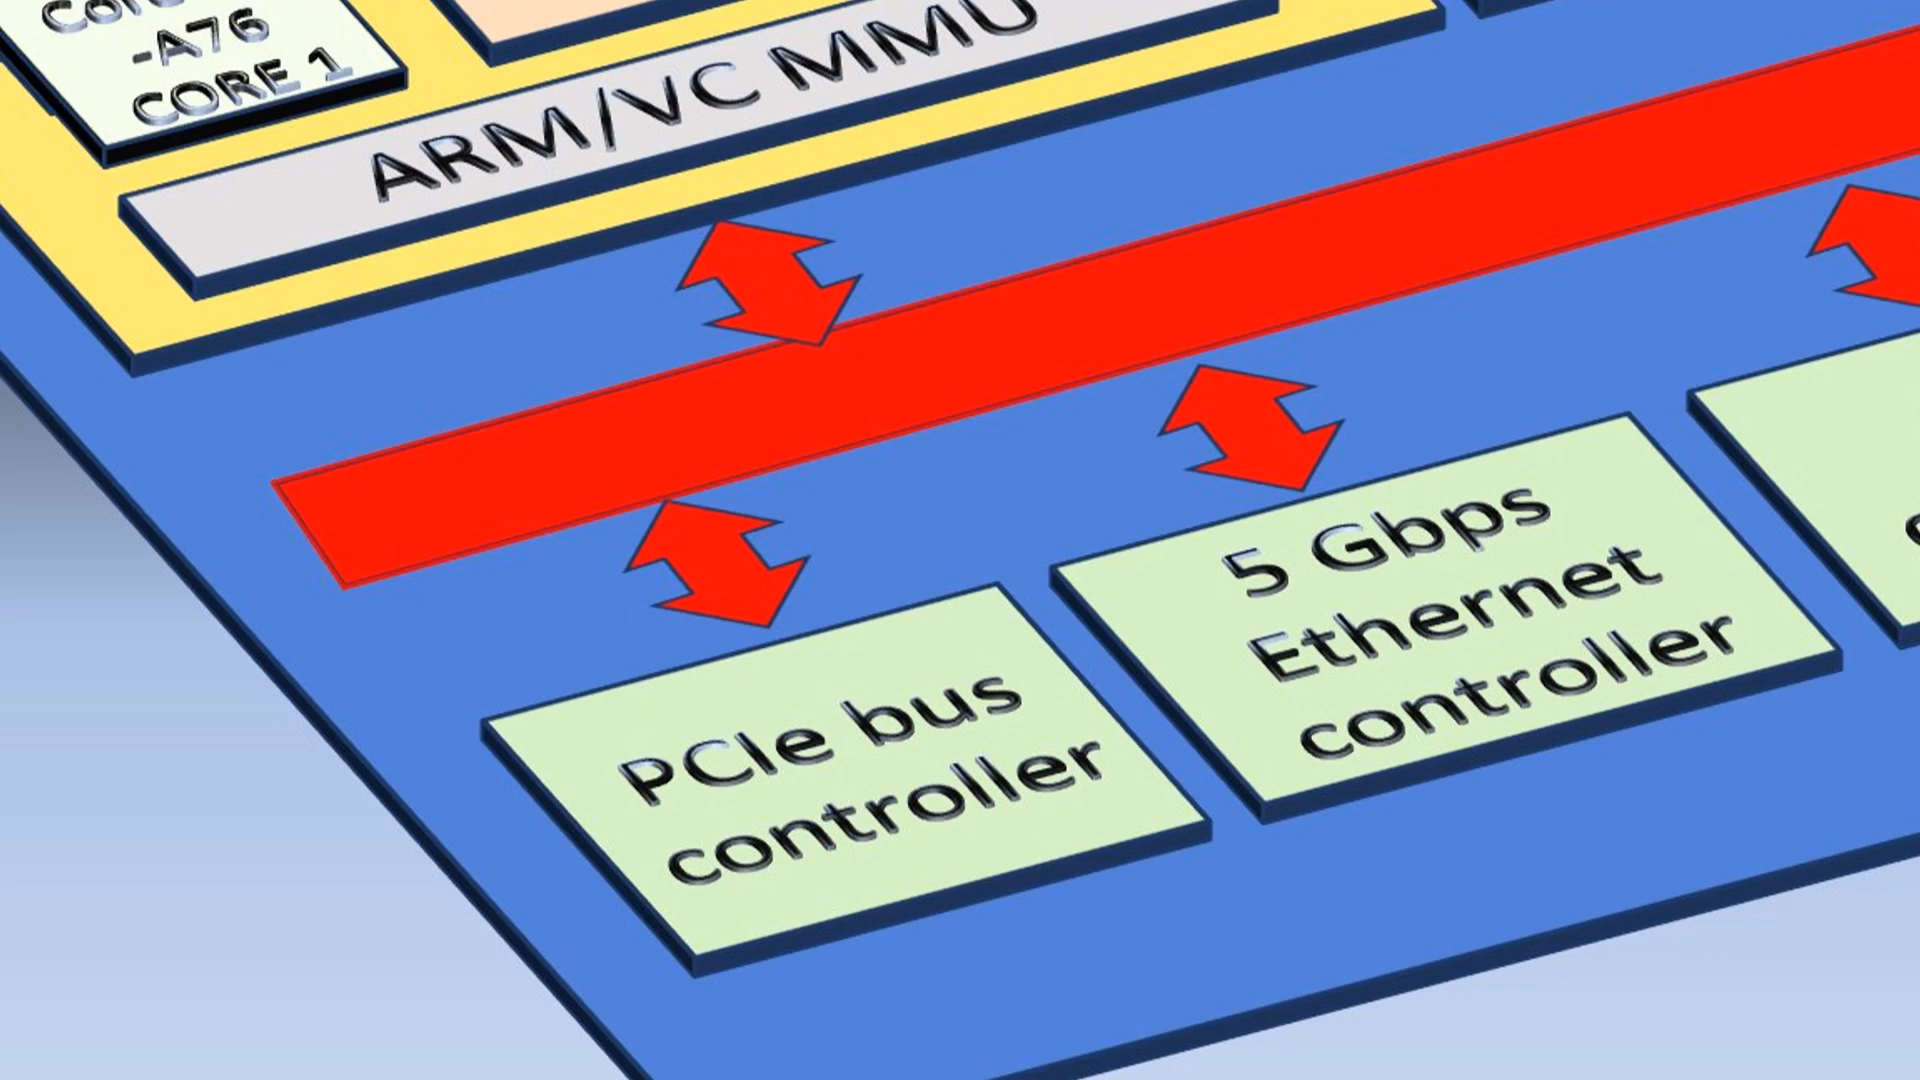 -A76
CORE 1
ARM/VC MMU
5 Gbps
Ethernet
controller
PCIe bus
controller